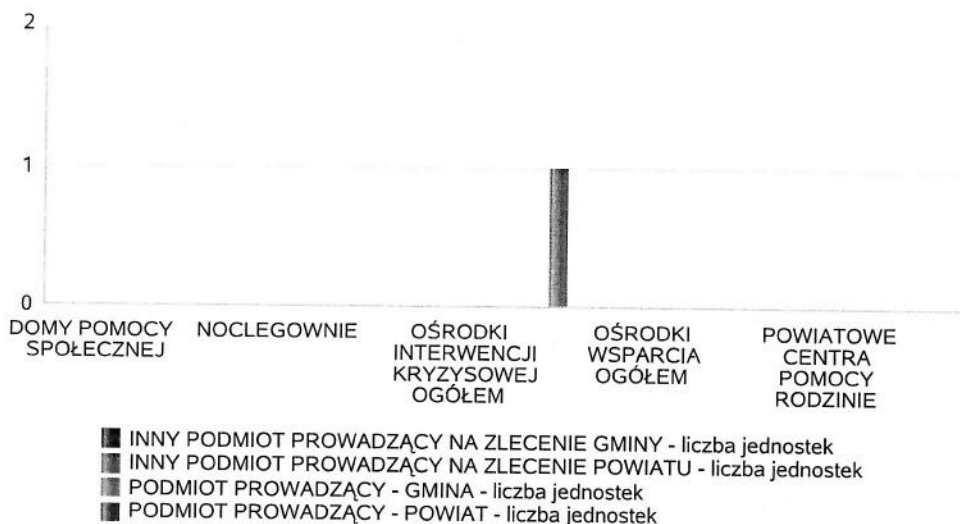 2
1
0
DOMY POMOCY
SPOŁECZNEJ
NOCLEGOWNIE
OŚRODKI
INTERWENCJI
KRYZYSOWEJ
OGÓŁEM
OŚRODKI
WSPARCIA
OGÓŁEM
POWIATOWE
CENTRA
POMOCY
RODZINIE
INNY PODMIOT PROWADZĄCY NA ZLECENIE GMINY - liczba jednostek
INNY PODMIOT PROWADZĄCY NA ZLECENIE POWIATU - liczba jednostek
PODMIOT PROWADZĄCY - GMINA - liczba jednostek
PODMIOT PROWADZĄCY - POWIAT - liczba jednostek